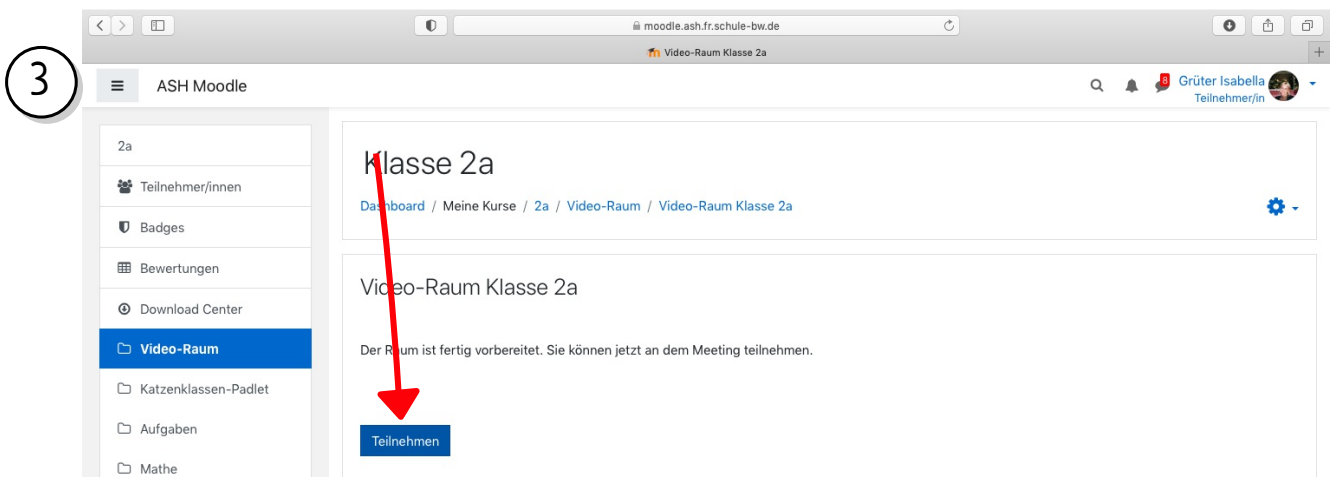 moodle.ash.fr.schule-bw.de
Video-Raum Klasse 2a
3
ASH Moodle
8
Grüter Isabella
Teilnehmer/in
2a
Teilnehmer/innen
Badges
Bewertungen
Download Center
Video-Raum
Katzenklassen-Padlet
Aufgaben
Mathe
Klasse 2a
Dashboard / Meine Kurse / 2a / Video-Raum / Video-Raum Klasse 2a
Video-Raum Klasse 2a
Der Raum ist fertig vorbereitet. Sie können jetzt an dem Meeting teilnehmen.
Teilnehmen